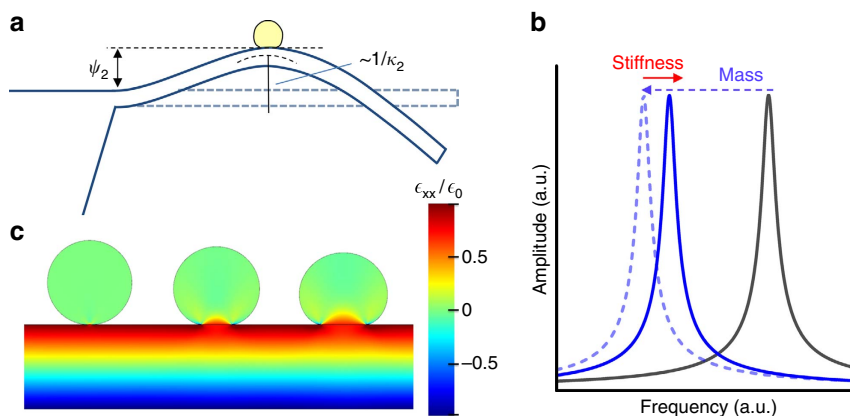 a
ψ2
~1/κ2
b
Stiffness
Mass
Amplitude (a.u.)
Frequency (a.u.)
c
ϵxx/ϵ0
0.5
0
−0.5